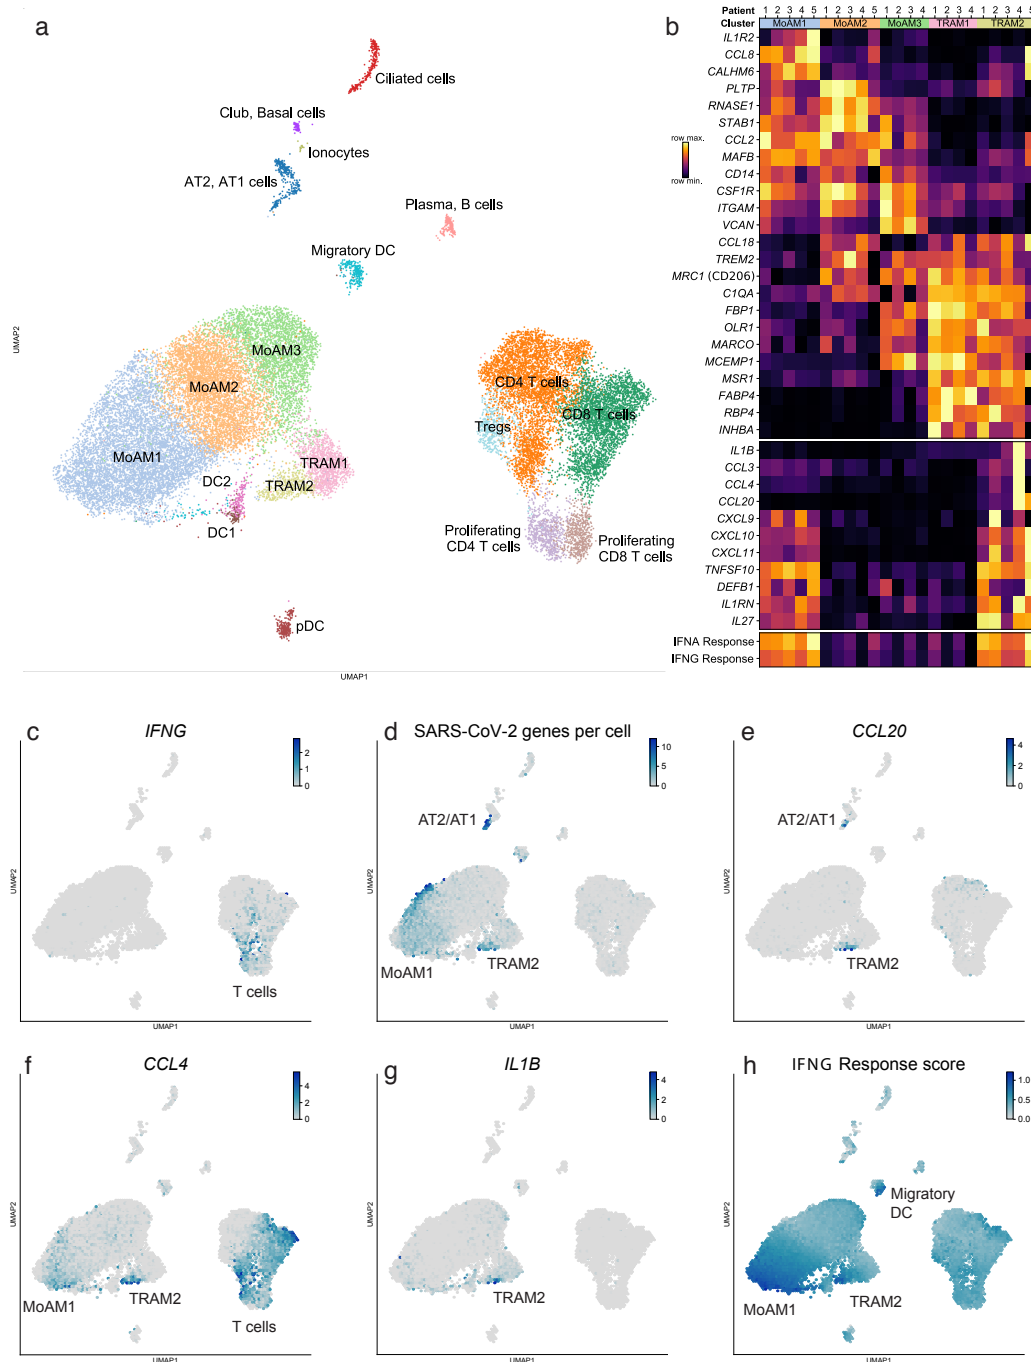 a
Ciliated cells
Club, Basal cells
Ionocytes
AT2, AT1 cells
Plasma, B cells
Migratory DC
MoAM3
MoAM2
MoAM1
CD4 T cells
CD8 T cells
Tregs
TRAM1
TRAM2
DC2
DC1
Proliferating
CD4 T cells
Proliferating
CD8 T cells
pDC
UMAP2
UMAP1
b
Patient 1 2 3 4 5 1 2 3 4 5 1 2 3 4 1 2 3 4 1 2 3 4 5
Cluster MoAM1 MoAM2 MoAM3 TRAM1 TRAM2
row max.
row min.
IL1R2
CCL8
CALHM6
PLTP
RNASE1
STAB1
CCL2
MAFB
CD14
CSF1R
ITGAM
VCAN
CCL18
TREM2
MRC1 (CD206)
C1QA
FBP1
OLR1
MARCO
MCEMP1
MSR1
FABP4
RBP4
INHBA
IL1B
CCL3
CCL4
CCL20
CXCL9
CXCL10
CXCL11
TNFSF10
DEFB1
IL1RN
IL27
IFNA Response
IFNG Response
c
IFNG
2
1
0
T cells
UMAP2
UMAP1
d
SARS-CoV-2 genes per cell
10
5
0
AT2/AT1
MoAM1
TRAM2
UMAP2
UMAP1
e
CCL20
4
2
0
AT2/AT1
TRAM2
UMAP2
UMAP1
f
CCL4
4
2
0
MoAM1
TRAM2
T cells
UMAP2
UMAP1
g
IL1B
4
2
0
TRAM2
UMAP2
UMAP1
h
IFNG Response score
1.0
0.5
0.0
Migratory
DC
MoAM1
TRAM2
UMAP2
UMAP1